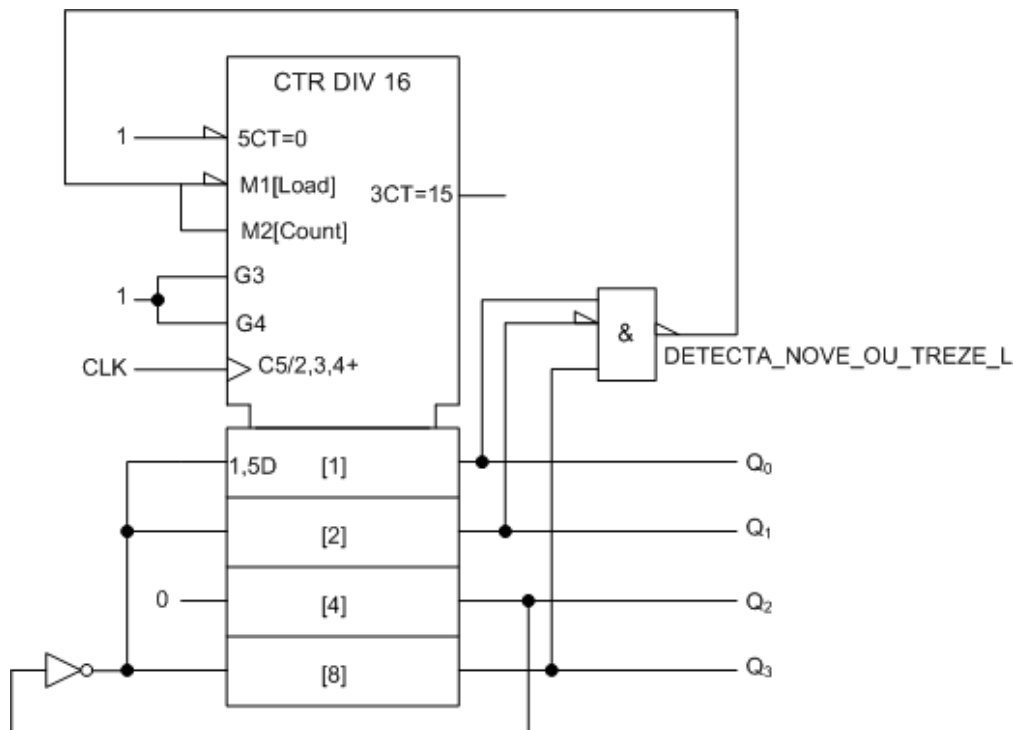 CTR DIV 16
1
5CT=0
M1[Load]
3CT=15
M2[Count]
G3
1
G4
&
DETECTA_NOVE_OU_TREZE_L
CLK
C5/2,3,4+
1,5D [1]
Q₀
[2]
Q₁
0
[4]
Q₂
[8]
Q₃